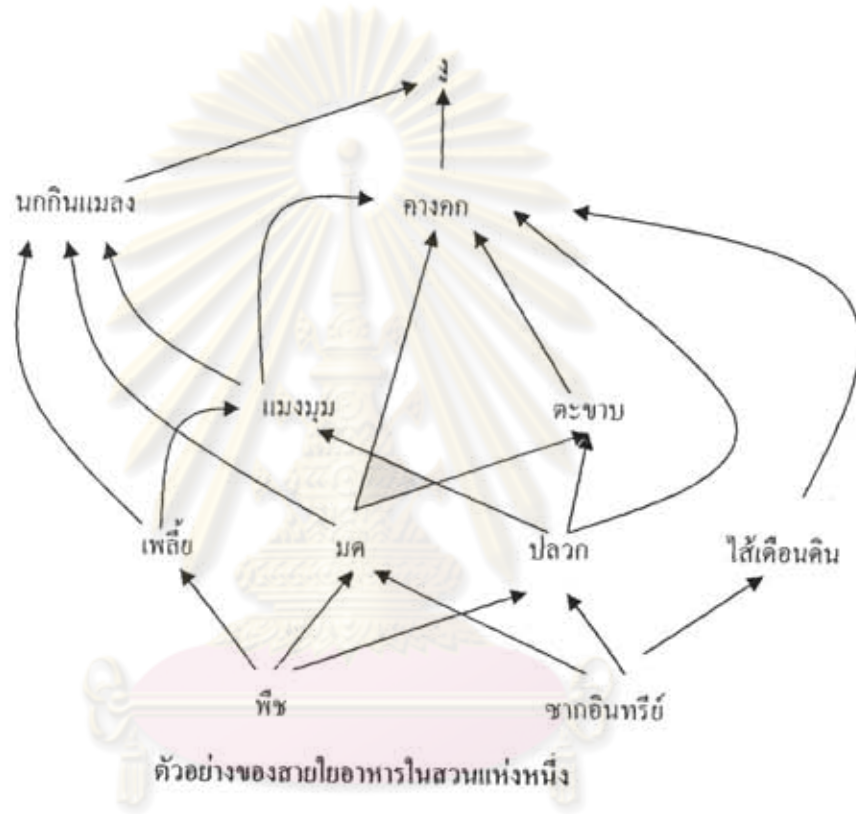 งู
นกกินแมลง
คางคก
แมงมุม
ตะขาบ
เพลี้ย
มด
ปลวก
ไส้เดือนดิน
พืช
ซากอินทรีย์
ตัวอย่างของสายใยอาหารในสวนแห่งหนึ่ง